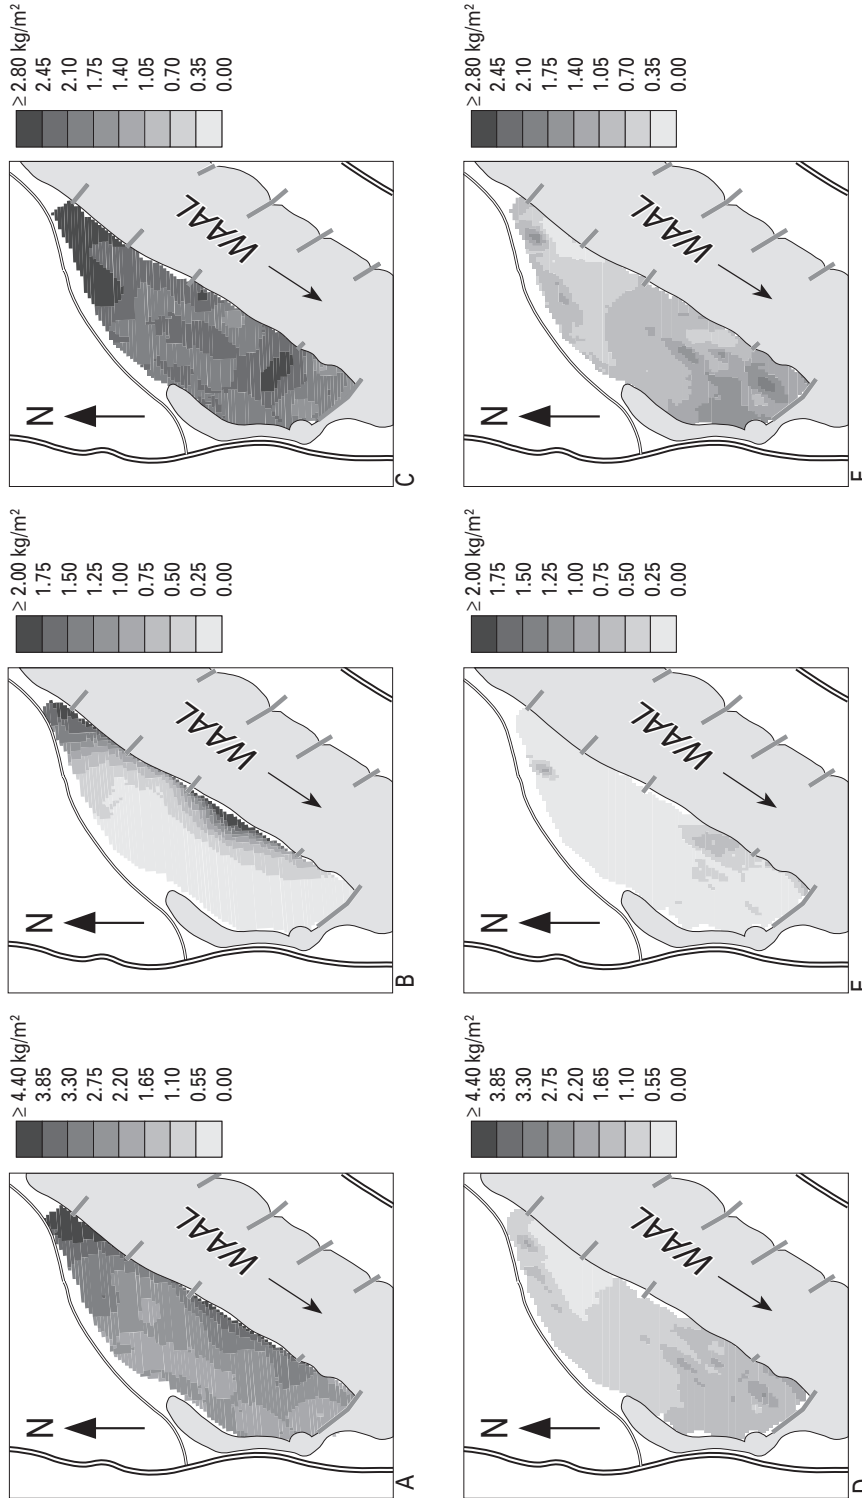 N
WAAL
≥ 2.80 kg/m²
2.45
2.10
1.75
1.40
1.05
0.70
0.35
0.00
C
N
WAAL
≥ 2.80 kg/m²
2.45
2.10
1.75
1.40
1.05
0.70
0.35
0.00
F
N
WAAL
≥ 2.00 kg/m²
1.75
1.50
1.25
1.00
0.75
0.50
0.25
0.00
B
N
WAAL
≥ 2.00 kg/m²
1.75
1.50
1.25
1.00
0.75
0.50
0.25
0.00
E
N
WAAL
≥ 4.40 kg/m²
3.85
3.30
2.75
2.20
1.65
1.10
0.55
0.00
A
N
WAAL
≥ 4.40 kg/m²
3.85
3.30
2.75
2.20
1.65
1.10
0.55
0.00
D